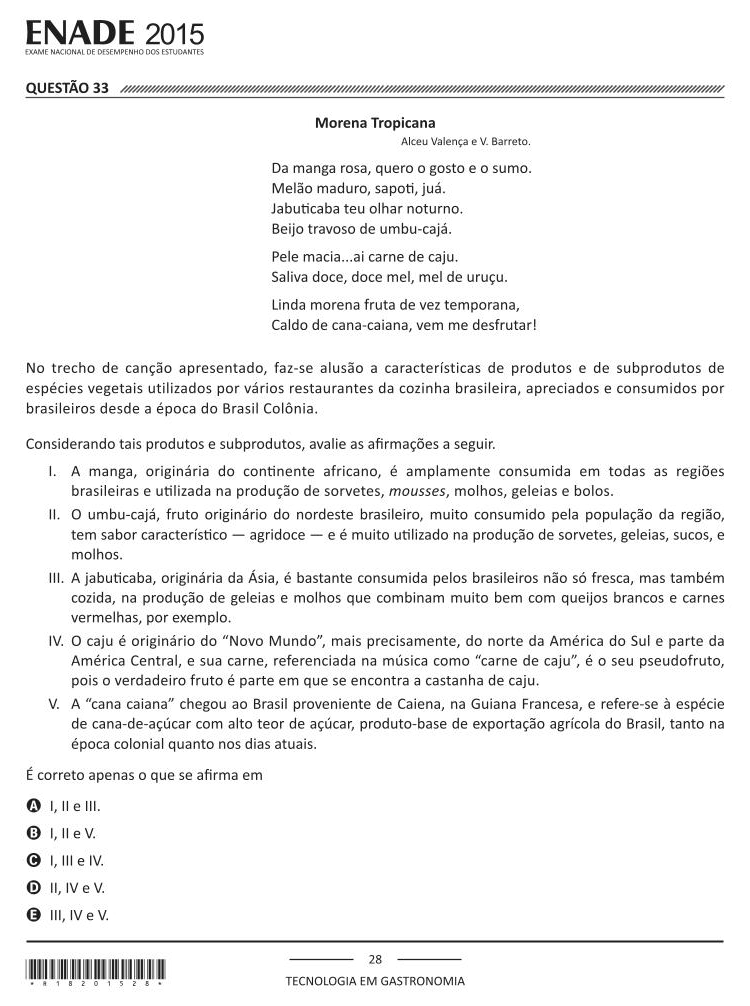 ENADE 2015
EXAME NACIONAL DE DESEMPENHO DOS ESTUDANTES
QUESTÃO 33
Morena Tropicana
Alceu Valença e V. Barreto.
Da manga rosa, quero o gosto e o sumo.
Melão maduro, sapoti, juá.
Jabuticaba teu olhar noturno.
Beijo travoso de umbu-cajá.
Pele macia...ai carne de caju.
Saliva doce, doce mel, mel de uruçu.
Linda morena fruta de vez temporana,
Caldo de cana-caiana, vem me desfrutar!
No trecho de canção apresentado, faz-se alusão a características de produtos e de subprodutos de
espécies vegetais utilizados por vários restaurantes da cozinha brasileira, apreciados e consumidos por
brasileiros desde a época do Brasil Colônia.
Considerando tais produtos e subprodutos, avalie as afirmações a seguir.
I. A manga, originária do continente africano, é amplamente consumida em todas as regiões
brasileiras e utilizada na produção de sorvetes, mousses, molhos, geleias e bolos.
II. O umbu-cajá, fruto originário do nordeste brasileiro, muito consumido pela população da região,
tem sabor característico — agridoce — e é muito utilizado na produção de sorvetes, geleias, sucos, e
molhos.
III. A jabuticaba, originária da Ásia, é bastante consumida pelos brasileiros não só fresca, mas também
cozida, na produção de geleias e molhos que combinam muito bem com queijos brancos e carnes
vermelhas, por exemplo.
IV. O caju é originário do “Novo Mundo”, mais precisamente, do norte da América do Sul e parte da
América Central, e sua carne, referenciada na música como “carne de caju”, é o seu pseudofruto,
pois o verdadeiro fruto é parte em que se encontra a castanha de caju.
V. A “cana caiana” chegou ao Brasil proveniente de Caiena, na Guiana Francesa, e refere-se à espécie
de cana-de-açúcar com alto teor de açúcar, produto-base de exportação agrícola do Brasil, tanto na
época colonial quanto nos dias atuais.
É correto apenas o que se afirma em
A I, II e III.
B I, II e V.
C I, III e IV.
D II, IV e V.
E III, IV e V.
28
TECNOLOGIA EM GASTRONOMIA
*R18201528*